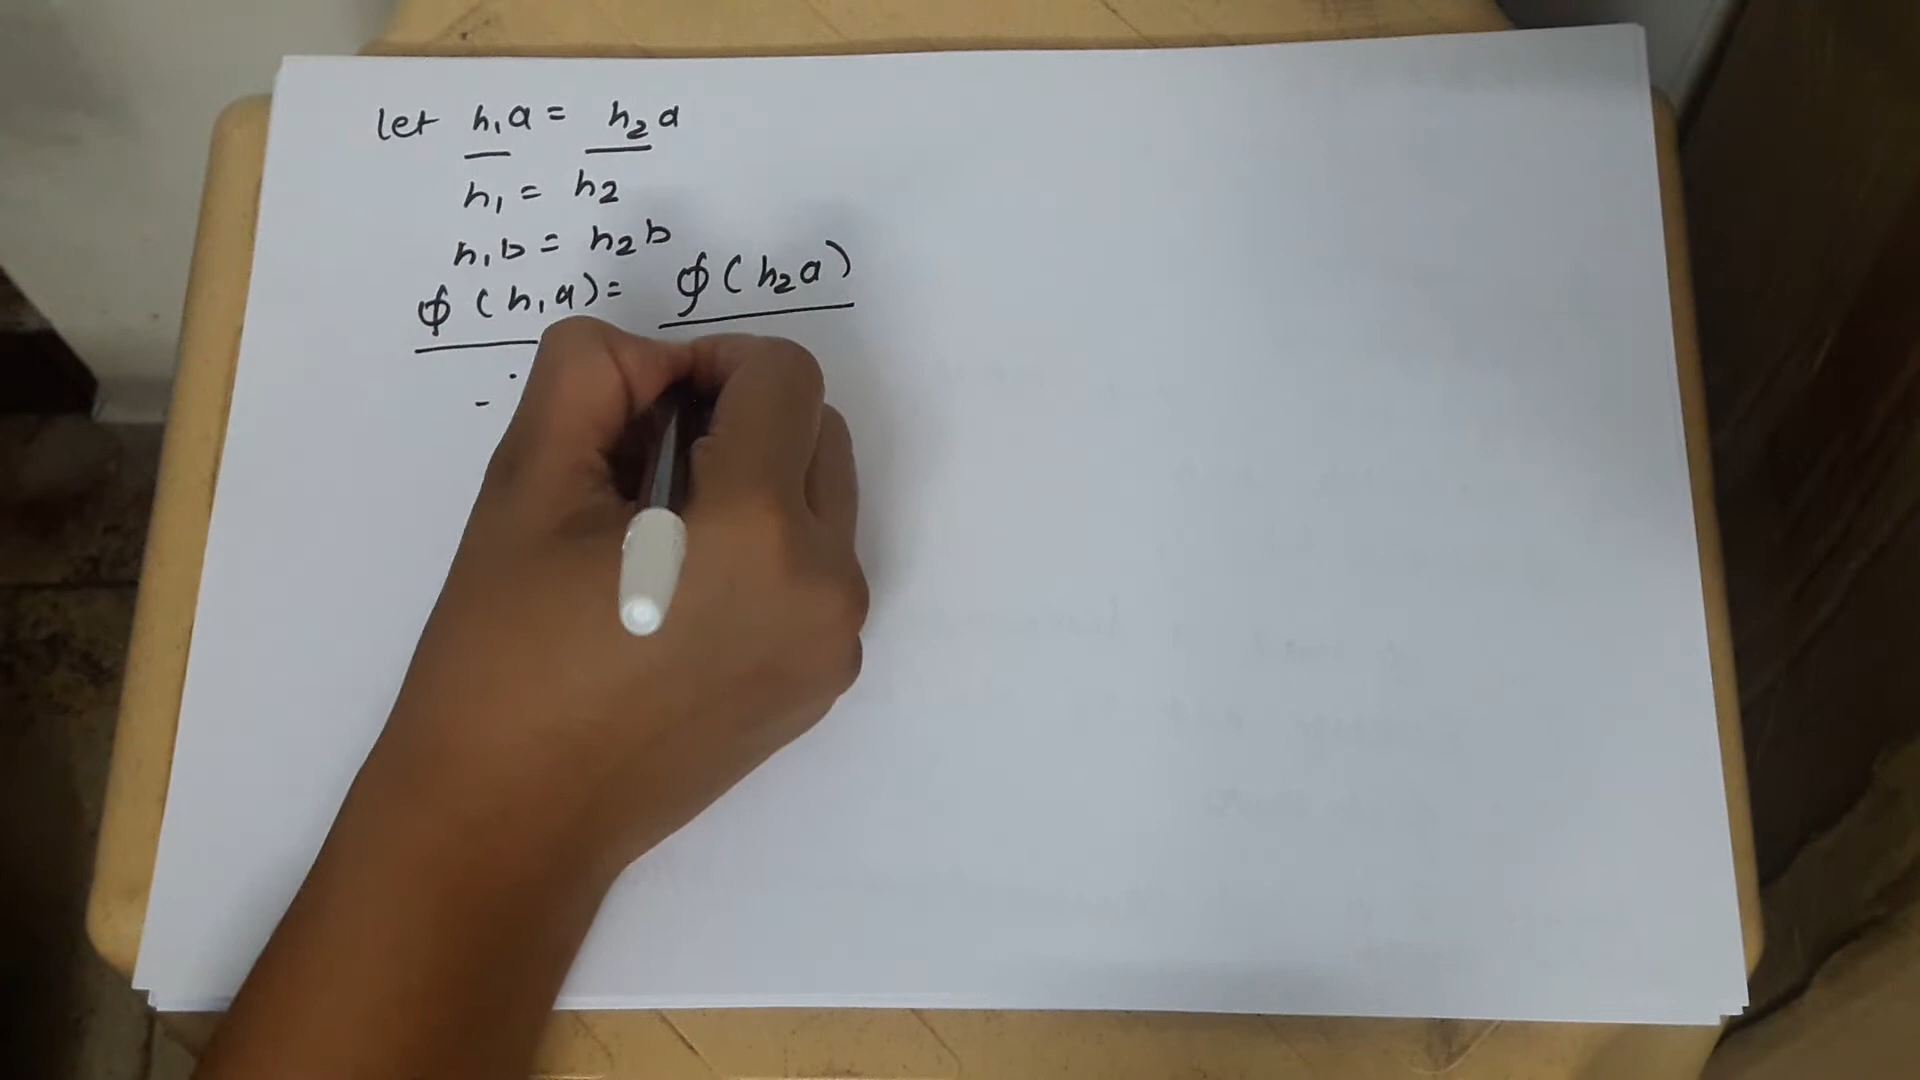 let h₁a = h₂a
h₁ = h₂
h₁b = h₂b
ϕ(h₁a) = ϕ(h₂a)